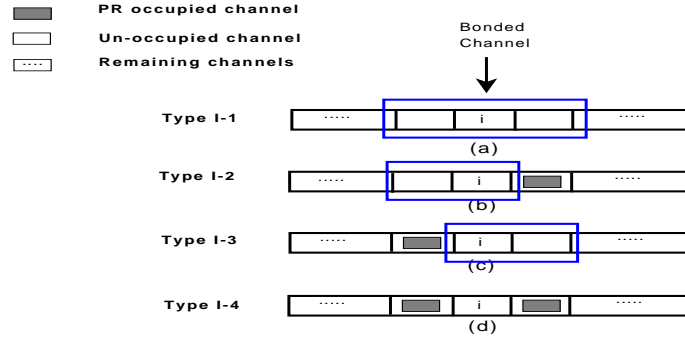 PR occupied channel
Un-occupied channel
.... Remaining channels
Bonded
Channel
Type I-1 ..... i .....
(a)
Type I-2 ..... i .....
(b)
Type I-3 ..... i .....
(c)
Type I-4 ..... i .....
(d)